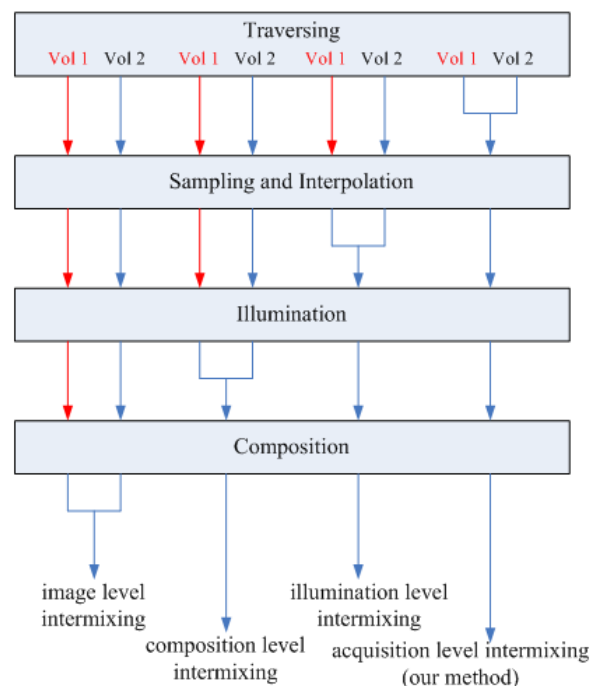 Traversing
Vol 1 Vol 2 Vol 1 Vol 2 Vol 1 Vol 2 Vol 1 Vol 2
Sampling and Interpolation
Illumination
Composition
image level
intermixing
composition level
intermixing
illumination level
intermixing
acquisition level intermixing
(our method)